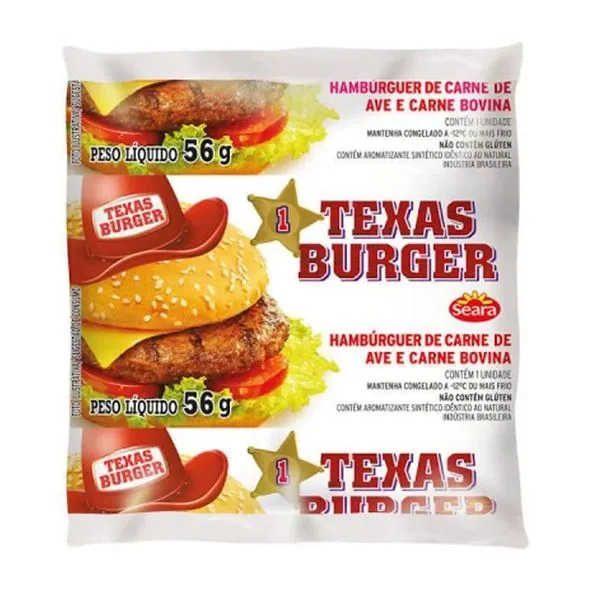 HAMBÚRGUER DE CARNE DE
AVE E CARNE BOVINA
CONTÉM 1 UNIDADE
MANTENHA CONGELADO A -12ºC OU MAIS FRIO
NÃO CONTÉM GLÚTEN
CONTÉM AROMATIZANTE SINTÉTICO IDÊNTICO AO NATURAL
INDÚSTRIA BRASILEIRA
PESO LÍQUIDO 56g
TEXAS
BURGER
1
TEXAS
BURGER
Seara
HAMBÚRGUER DE CARNE DE
AVE E CARNE BOVINA
CONTÉM 1 UNIDADE
MANTENHA CONGELADO A -12ºC OU MAIS FRIO
NÃO CONTÉM GLÚTEN
CONTÉM AROMATIZANTE SINTÉTICO IDÊNTICO AO NATURAL
INDÚSTRIA BRASILEIRA
PESO LÍQUIDO 56g
TEXAS
BURGER
1
TEXAS
BURGER